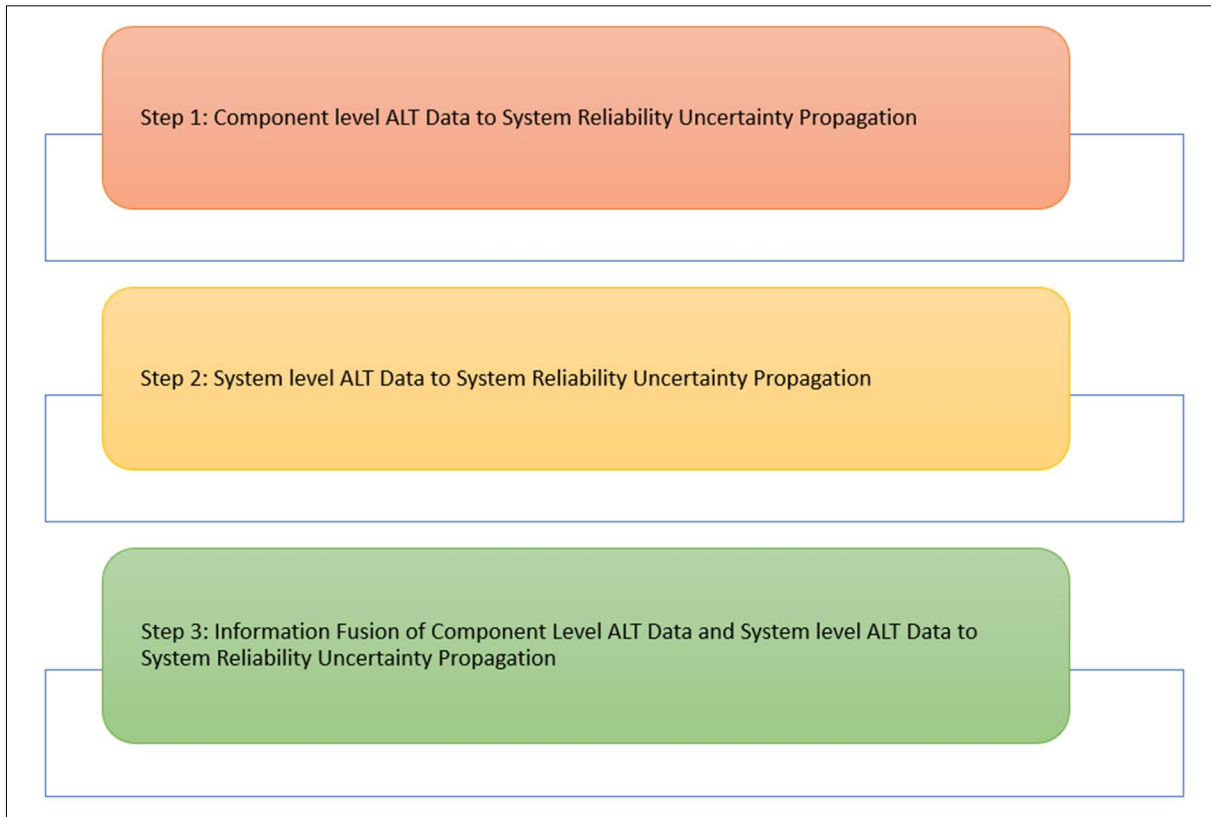 Step 1: Component level ALT Data to System Reliability Uncertainty Propagation
Step 2: System level ALT Data to System Reliability Uncertainty Propagation
Step 3: Information Fusion of Component Level ALT Data and System level ALT Data to
System Reliability Uncertainty Propagation